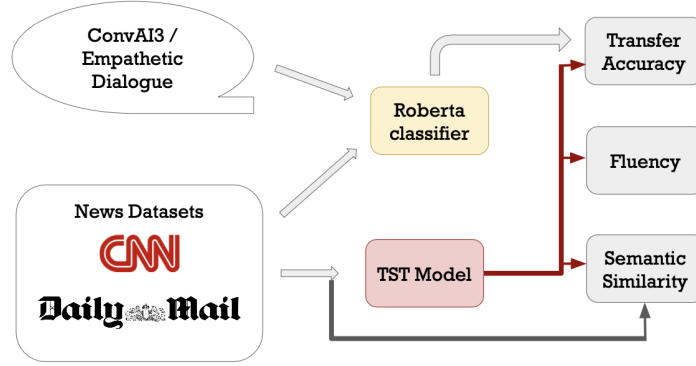 ConvAI3 /
Empathetic
Dialogue
Roberta
classifier
Transfer
Accuracy
Fluency
News Datasets
CNN
Daily Mail
TST Model
Semantic
Similarity